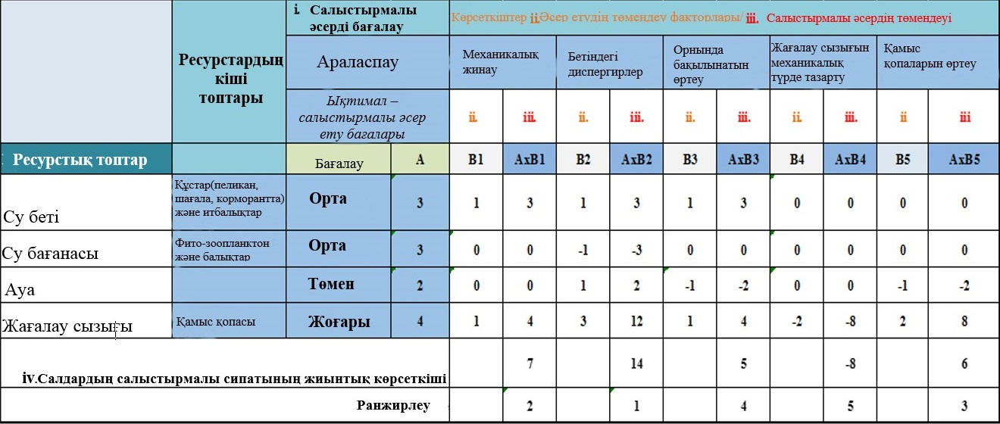 i. Салыстырмалы
әсерді бағалау
Көрсеткіштер ii.Әсер етудің төмендеу факторлары/ iii. Салыстырмалы әсердің төмендеуі
Ресурстардың
кіші
топтары
Араласпау
Механикалық
жинау
Бетіндегі
диспергирлер
Орнында
бақылынатын
өртеу
Жағалау сызығын
механикалық
түрде тазарту
Қамыс
қопаларын өртеу
Ықтимал –
салыстырмалы әсер
ету бағалары
ii. iii. ii. iii. ii. iii. ii. iii. ii iii
Ресурстық топтар Бағалау A B1 AxB1 B2 AxB2 B3 AxB3 B4 AxB4 B5 AxB5
Су беті
Құстар(пеликан,
шағала, корморантта)
және итбалықтар
Орта 3 1 3 1 3 1 3 0 0 0 0
Су бағанасы
Фито-зоопланктон
және балықтар
Орта 3 0 0 -1 -3 0 0 0 0 0 0
Ауа Төмен 2 0 0 1 2 -1 -2 0 0 -1 -2
Жағалау сызығы Қамыс қопасы Жоғары 4 1 4 3 12 1 4 -2 -8 2 8
iv.Салдардың салыстырмалы сипатының жиынтық көрсеткіші 7 14 5 -8 6
Ранжирлеу 2 1 4 5 3